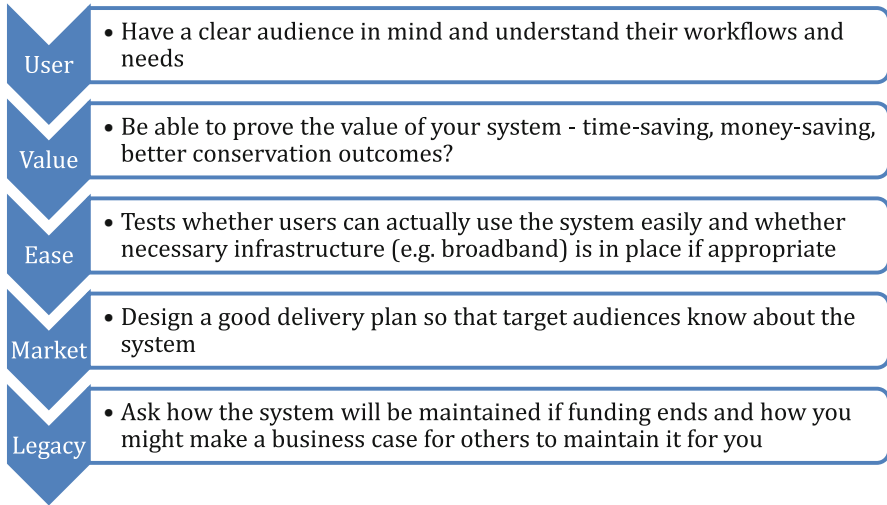 User
• Have a clear audience in mind and understand their workflows and
needs
Value
• Be able to prove the value of your system - time-saving, money-saving,
better conservation outcomes?
Ease
• Tests whether users can actually use the system easily and whether
necessary infrastructure (e.g. broadband) is in place if appropriate
Market
• Design a good delivery plan so that target audiences know about the
system
Legacy
• Ask how the system will be maintained if funding ends and how you
might make a business case for others to maintain it for you